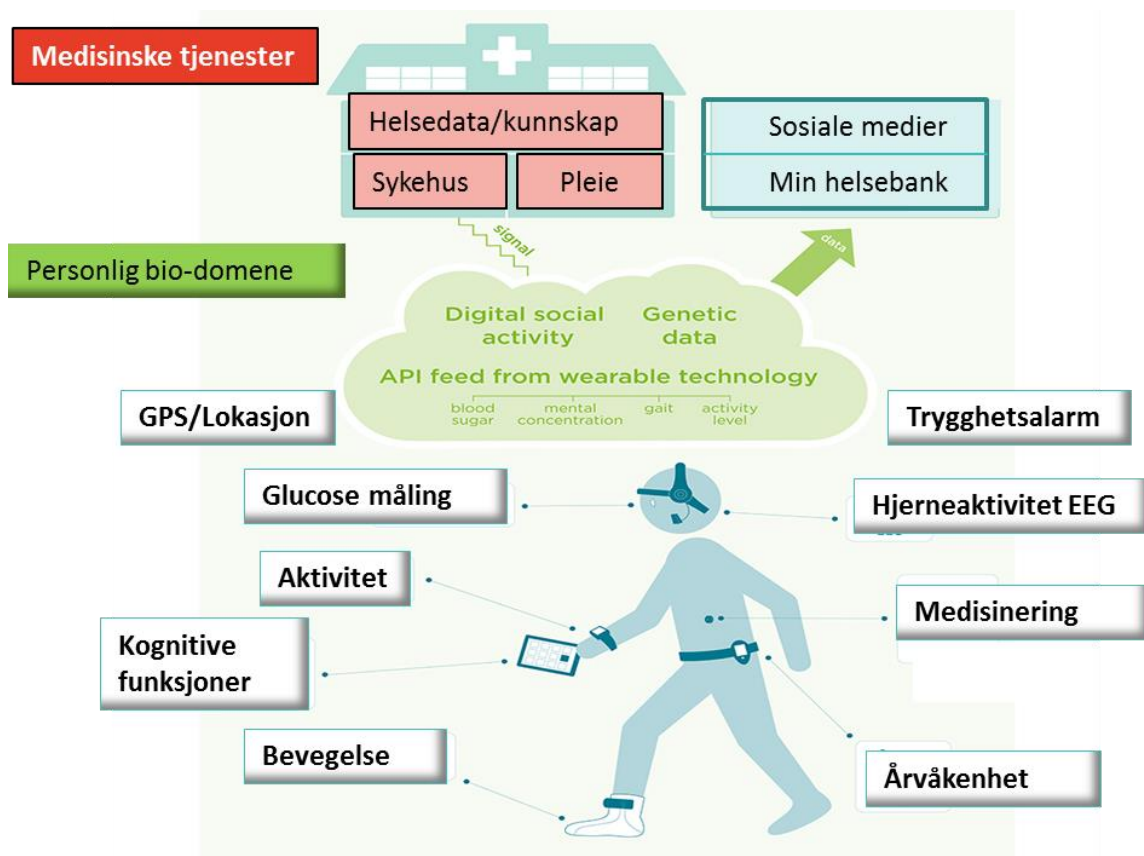 Medisinske tjenester
Helsedata/kunnskap
Sykehus
Pleie
Sosiale medier
Min helsebank
signal
data
Personlig bio-domene
Digital social
activity
Genetic
data
API feed from wearable technology
blood
sugar
mental
concentration
gait
activity
level
GPS/Lokasjon
Trygghetsalarm
Glucose måling
Hjerneaktivitet EEG
Aktivitet
Medisinering
Kognitive
funksjoner
Bevegelse
Årvåkenhet